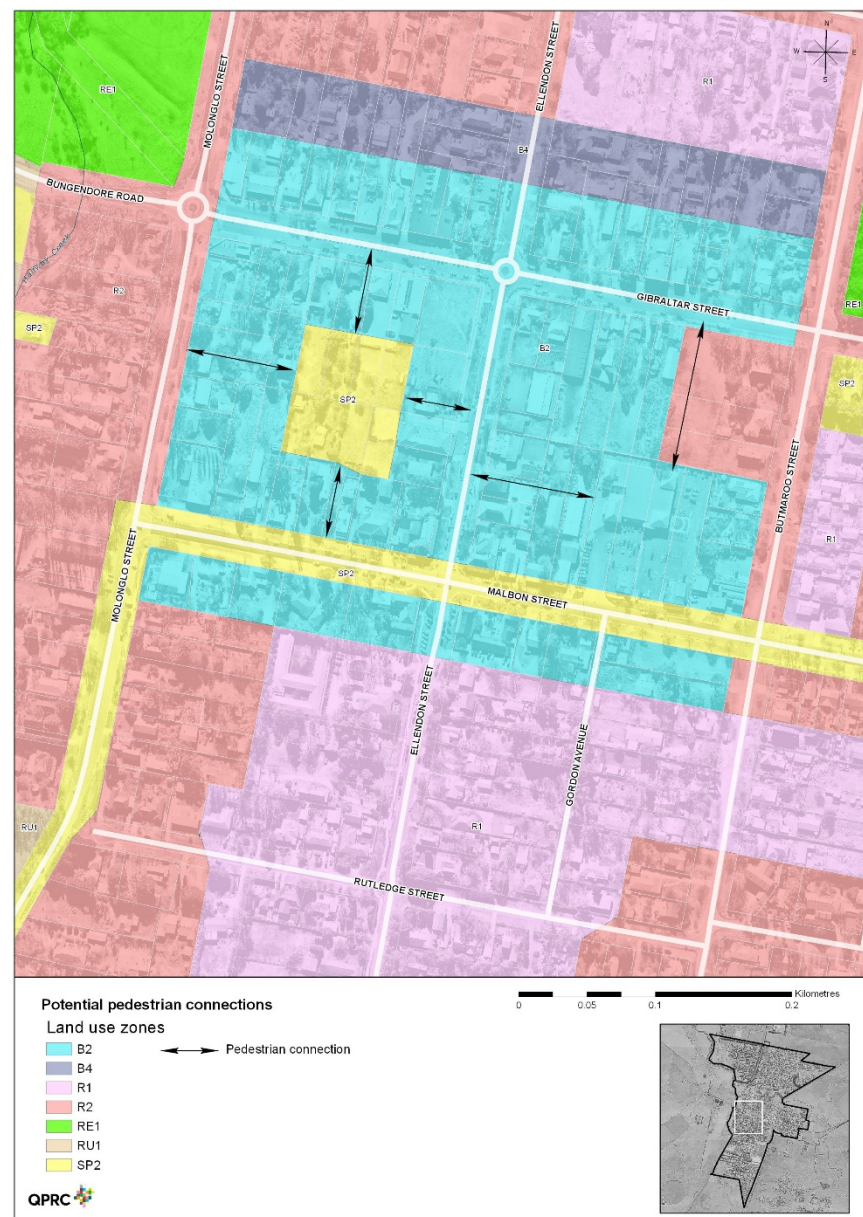 N
W
E
S
RE1
MOLONGLO STREET
ELLENDON STREET
R1
B4
BUNGENDORE ROAD
Halfway Creek
R2
GIBRALTAR STREET
RE1
SP2
B2
SP2
SP2
BUTMAROO STREET
R1
MOLONGLO STREET
SP2
MALBON STREET
ELLENDON STREET
GORDON AVENUE
RU1
R1
RUTLEDGE STREET
Potential pedestrian connections
Land use zones
B2
B4
R1
R2
RE1
RU1
SP2
Pedestrian connection
Kilometres
0 0.05 0.1 0.2
QPRC